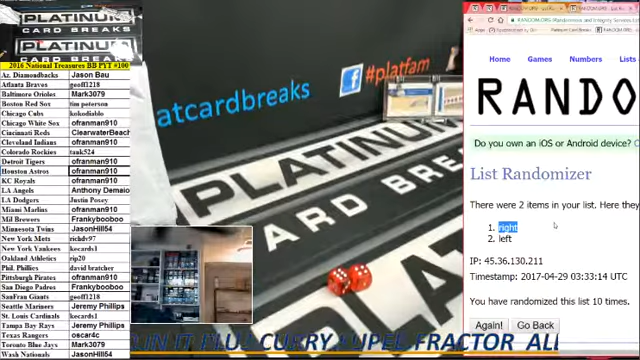 PLATINUM
CARD BREAKS
PLATINUM
CARD BREAKS
2016 National Treasures BB PYT #100
Az. Diamondbacks Jason Bau
Atlanta Braves geoff1218
Baltimore Orioles Mark3079
Boston Red Sox tim peterson
Chicago Cubs kokodiablo
Chicago White Sox ofranman910
Cincinnati Reds ClearwaterBeach
Cleveland Indians ofranman910
Colorado Rockies tank524
Detroit Tigers ofranman910
Houston Astros ofranman910
KC Royals ofranman910
LA Angels Anthony Demaio
LA Dodgers Justin Posey
Miami Marlins ofranman910
Mil Brewers Frankybooboo
Minnesota Twins JasonHill54
New York Mets richdv97
New York Yankees kecards1
Oakland Athletics rip20
Phil. Phillies david bratcher
Pittsburgh Pirates ofranman910
San Diego Padres Frankybooboo
SanFran Giants geoff1218
Seattle Mariners Jeremy Phillips
St. Louis Cardinals kecards1
Tampa Bay Rays Jeremy Phillips
Texas Rangers oscar4c
Toronto Blue Jays Mark3079
Wash Nationals JasonHill54
atcardbreaks
f #platfam
PLATINUM
CARD BREA
PLAT
Home Games Numbers Lists
RANDO
Do you own an iOS or Android device?
List Randomizer
There were 2 items in your list. Here they
1. right
2. left
IP: 45.36.130.211
Timestamp: 2017-04-29 03:33:14 UTC
You have randomized this list 10 times.
Again! Go Back
CURRY SUPER FRACTOR